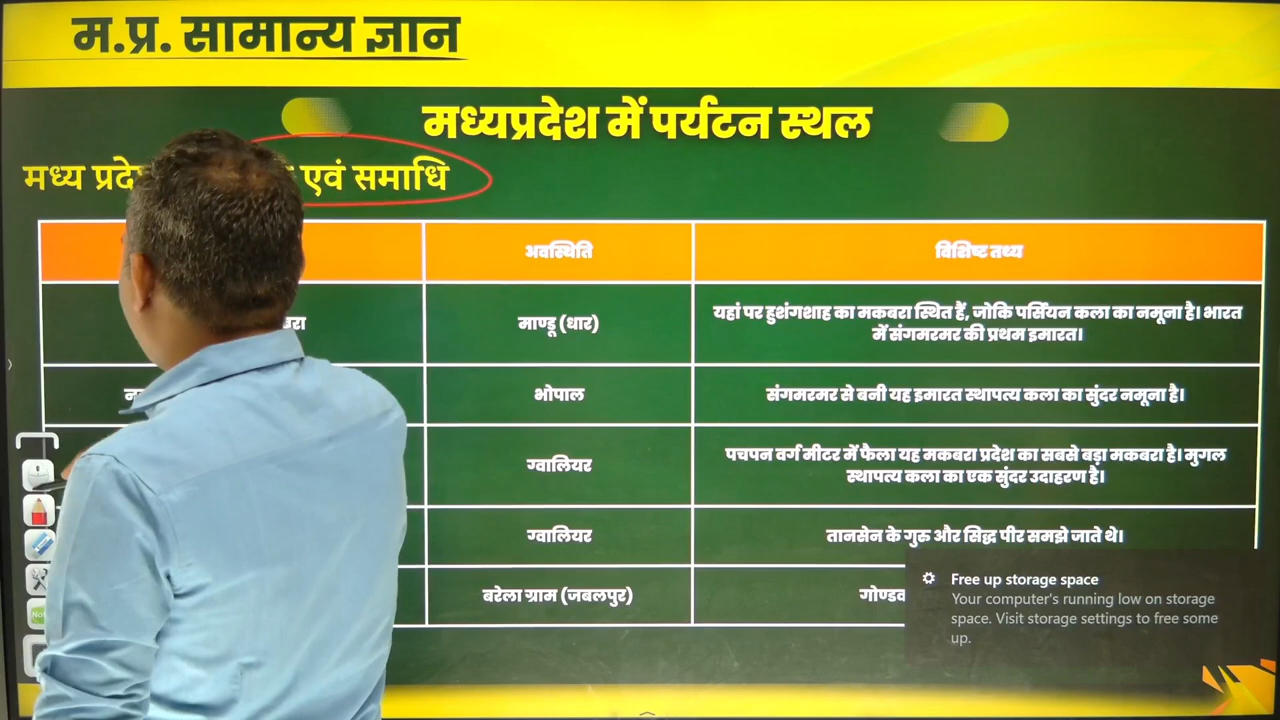 म.प्र. सामान्य ज्ञान
मध्यप्रदेश में पर्यटन स्थल
मध्य एवं समाधि
अवस्थिति
विशिष्ट तथ्य
माण्डू (धार)
यहां पर हुशंगशाह का मकबरा स्थित हैं, जोकि पर्सियन कला का नमूना है। भारत
में संगमरमर की प्रथम इमारत।
भोपाल
संगमरमर से बनी यह इमारत स्थापत्य कला का सुंदर नमूना है।
ग्वालियर
पचपन वर्ग मीटर में फैला यह मकबरा प्रदेश का सबसे बड़ा मकबरा है। मुगल
स्थापत्य कला का एक सुंदर उदाहरण है।
ग्वालियर
तानसेन के गुरु और सिद्ध पीर समझे जाते थे।
बरेला ग्राम (जबलपुर)
Free up storage space
Your computer's running low on storage
space. Visit storage settings to free some
up.